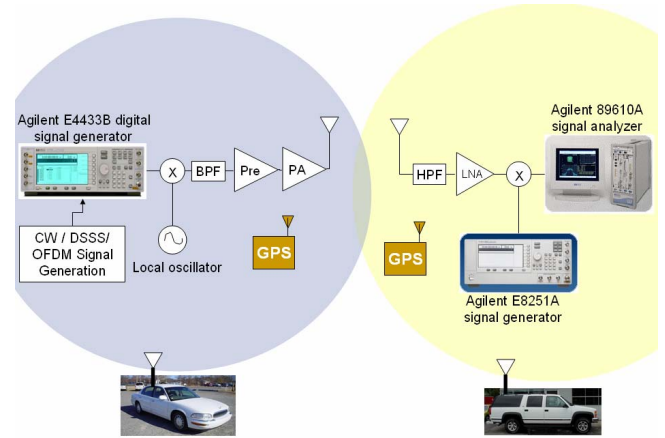 Agilent E4433B digital
signal generator
X
BPF
Pre
PA
CW / DSSS/
OFDM Signal
Generation
Local oscillator
GPS
Agilent 89610A
signal analyzer
HPF
LNA
X
GPS
Agilent E8251A
signal generator